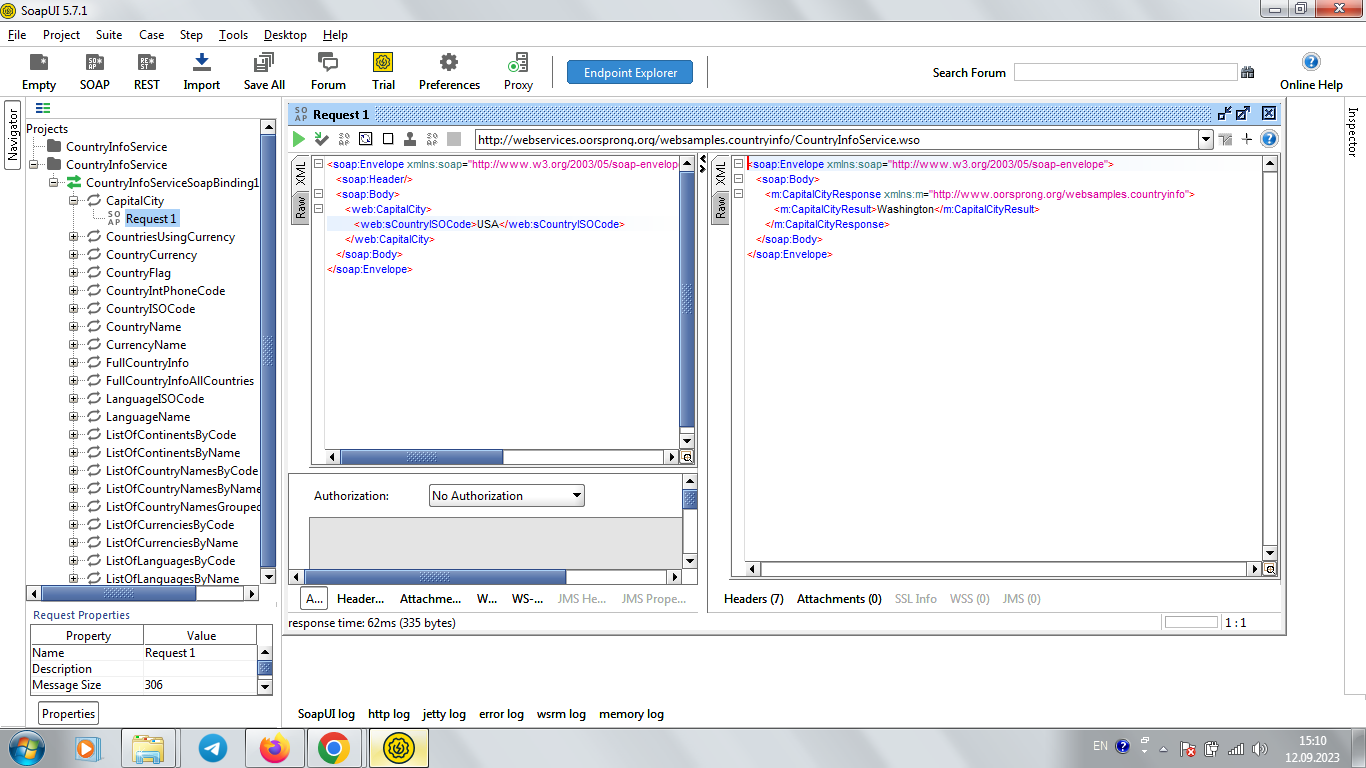 SoapUI 5.7.1
File Project Suite Case Step Tools Desktop Help
Empty SOAP REST Import Save All Forum Trial Preferences Proxy Endpoint Explorer Search Forum Online Help
Navigator
Inspector
Projects
CountryInfoService
CountryInfoService
CountryInfoServiceSoapBinding1
CapitalCity
Request 1
CountriesUsingCurrency
CountryCurrency
CountryFlag
CountryIntPhoneCode
CountryISOCode
CountryName
CurrencyName
FullCountryInfo
FullCountryInfoAllCountries
LanguageISOCode
LanguageName
ListOfContinentsByCode
ListOfContinentsByName
ListOfCountryNamesByCode
ListOfCountryNamesByName
ListOfCountryNamesGrouped
ListOfCurrenciesByCode
ListOfCurrenciesByName
ListOfLanguagesByCode
ListOfLanguagesByName
Request Properties
Property Value
Name Request 1
Description
Message Size 306
Properties
Request 1
http://webservices.oorsprong.org/websamples.countryinfo/CountryInfoService.wso
XML
Raw
<soap:Envelope xmlns:soap="http://www.w3.org/2003/05/soap-envelope
<soap:Header/>
<soap:Body>
<web:CapitalCity>
<web:sCountryISOCode>USA</web:sCountryISOCode>
</web:CapitalCity>
</soap:Body>
</soap:Envelope>
Authorization: No Authorization
A... Header... Attachme... W... WS-... JMS He... JMS Prope...
XML
Raw
<soap:Envelope xmlns:soap="http://www.w3.org/2003/05/soap-envelope">
<soap:Body>
<m:CapitalCityResponse xmlns:m="http://www.oorsprong.org/websamples.countryinfo">
<m:CapitalCityResult>Washington</m:CapitalCityResult>
</m:CapitalCityResponse>
</soap:Body>
</soap:Envelope>
Headers (7) Attachments (0) SSL Info WSS (0) JMS (0)
response time: 62ms (335 bytes)
1 : 1
SoapUI log http log jetty log error log wsrm log memory log
EN
15:10
12.09.2023